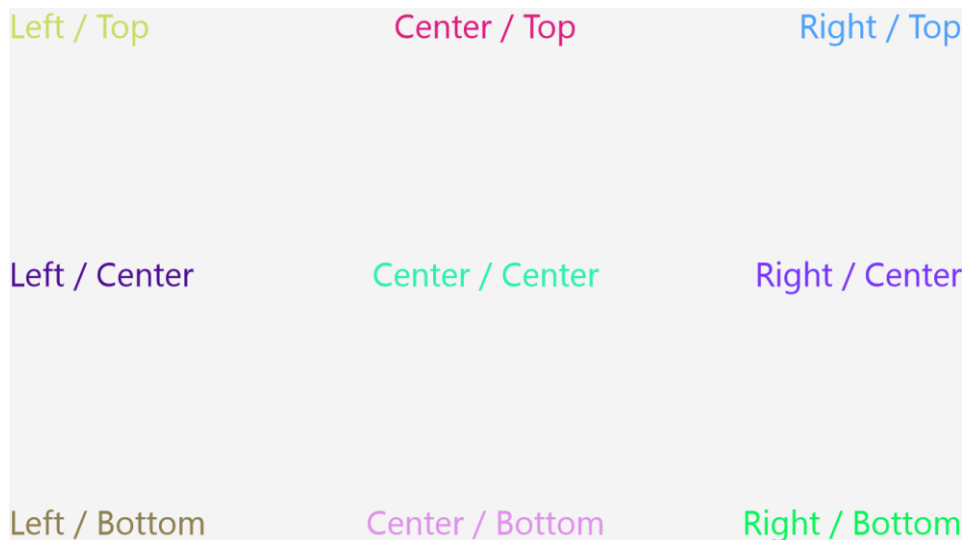 Left / Top
Center / Top
Right / Top
Left / Center
Center / Center
Right / Center
Left / Bottom
Center / Bottom
Right / Bottom